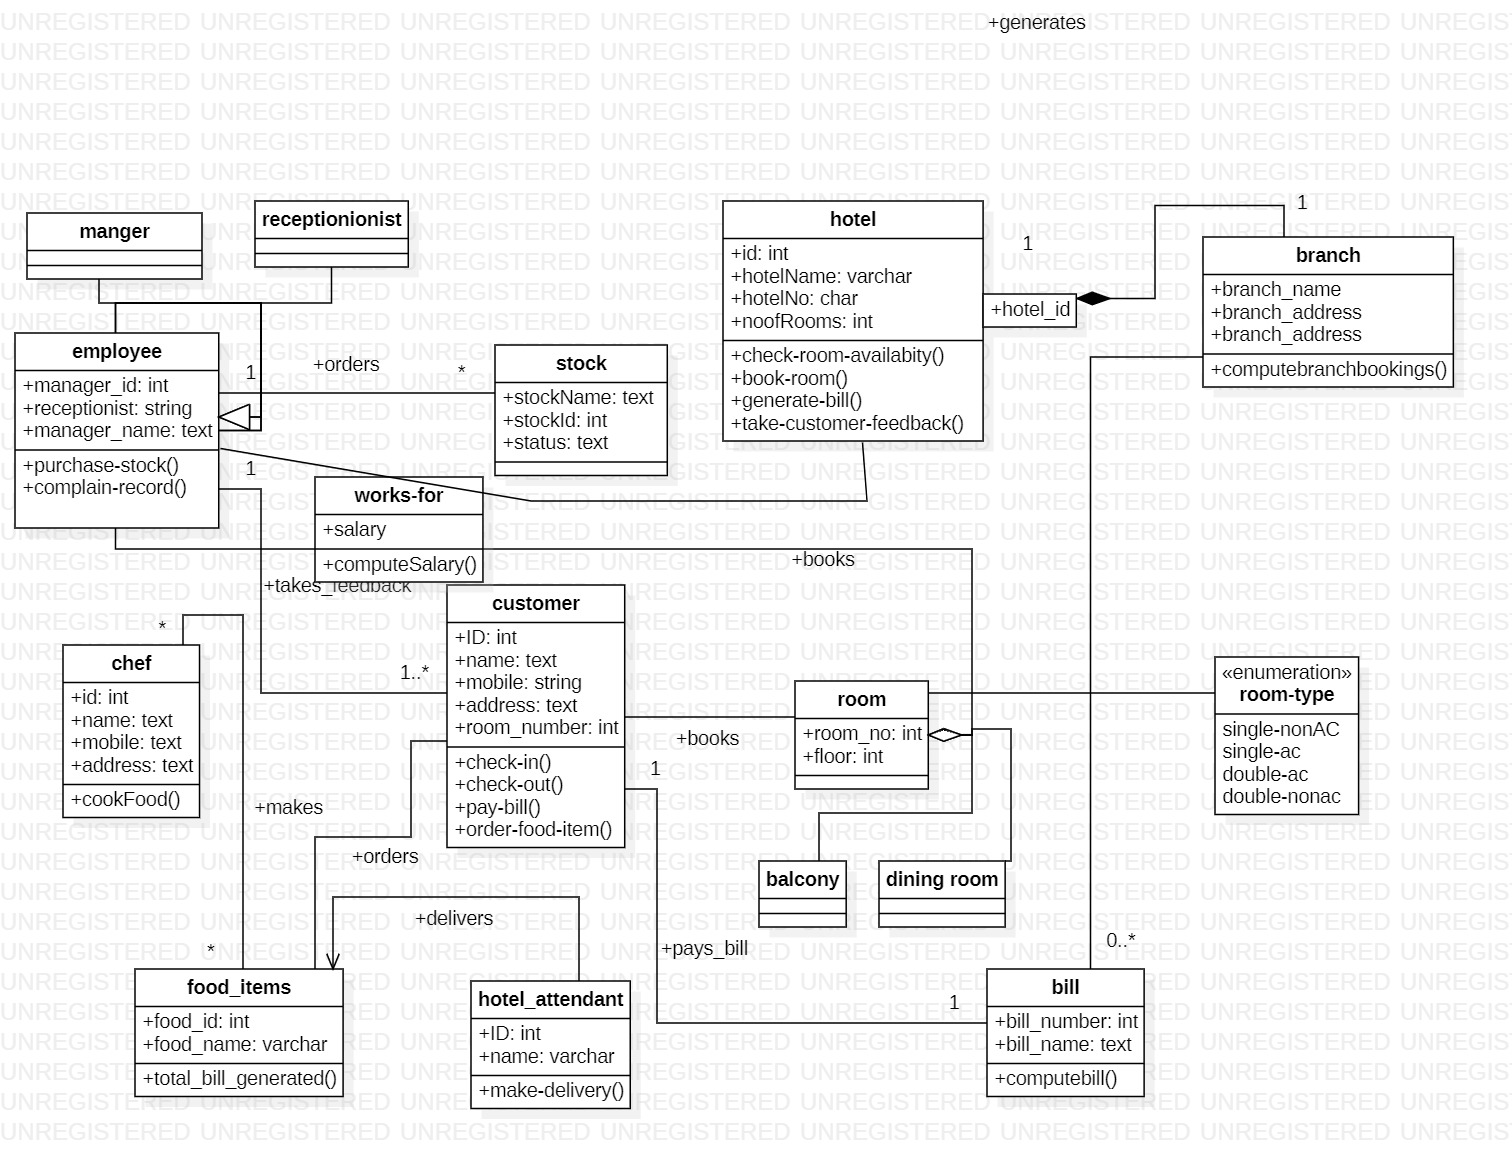 +generates
manger
receptionionist
hotel
+id: int
+hotelName: varchar
+hotelNo: char
+noofRooms: int
+check-room-availabity()
+book-room()
+generate-bill()
+take-customer-feedback()
1
+hotel_id
1
branch
+branch_name
+branch_address
+branch_address
+computebranchbookings()
employee
+manager_id: int
+receptionist: string
+manager_name: text
+purchase-stock()
+complain-record()
1
+orders
*
stock
+stockName: text
+stockId: int
+status: text
1
works-for
+salary
+computeSalary()
+takes_feedback
+books
customer
+ID: int
+name: text
+mobile: string
+address: text
+room_number: int
+check-in()
+check-out()
+pay-bill()
+order-food-item()
1..*
*
chef
+id: int
+name: text
+mobile: text
+address: text
+cookFood()
+makes
+orders
+books
1
room
+room_no: int
+floor: int
«enumeration»
room-type
single-nonAC
single-ac
double-ac
double-nonac
balcony
dining room
+delivers
+pays_bill
0..*
*
1
food_items
+food_id: int
+food_name: varchar
+total_bill_generated()
hotel_attendant
+ID: int
+name: varchar
+make-delivery()
bill
+bill_number: int
+bill_name: text
+computebill()
UNREGISTERED